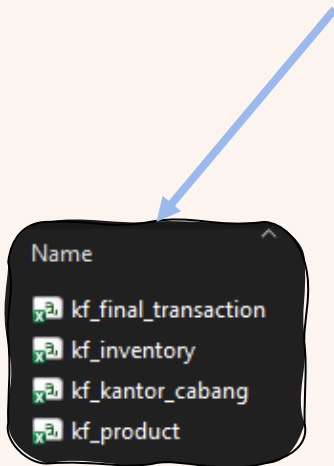 Name
kf_final_transaction
kf_inventory
kf_kantor_cabang
kf_product